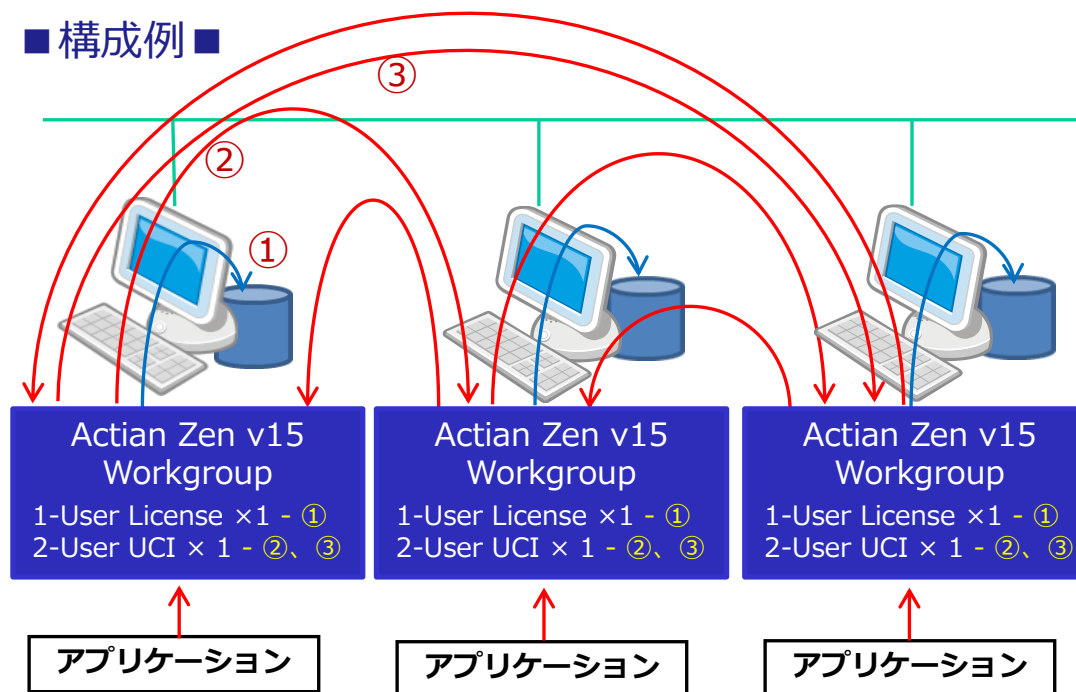 ■構成例■
③
②
①
Actian Zen v15
Workgroup
1-User License ×1 - ①
2-User UCI × 1 - ②、③
Actian Zen v15
Workgroup
1-User License ×1 - ①
2-User UCI × 1 - ②、③
Actian Zen v15
Workgroup
1-User License ×1 - ①
2-User UCI × 1 - ②、③
アプリケーション
アプリケーション
アプリケーション